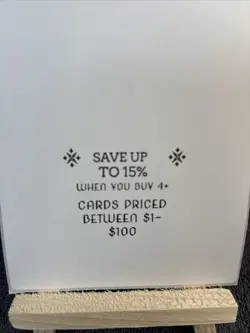 SAVE UP
TO 15%
WHEN YOU BUY 4+
CARDS PRICED
BETWEEN $1-
$100